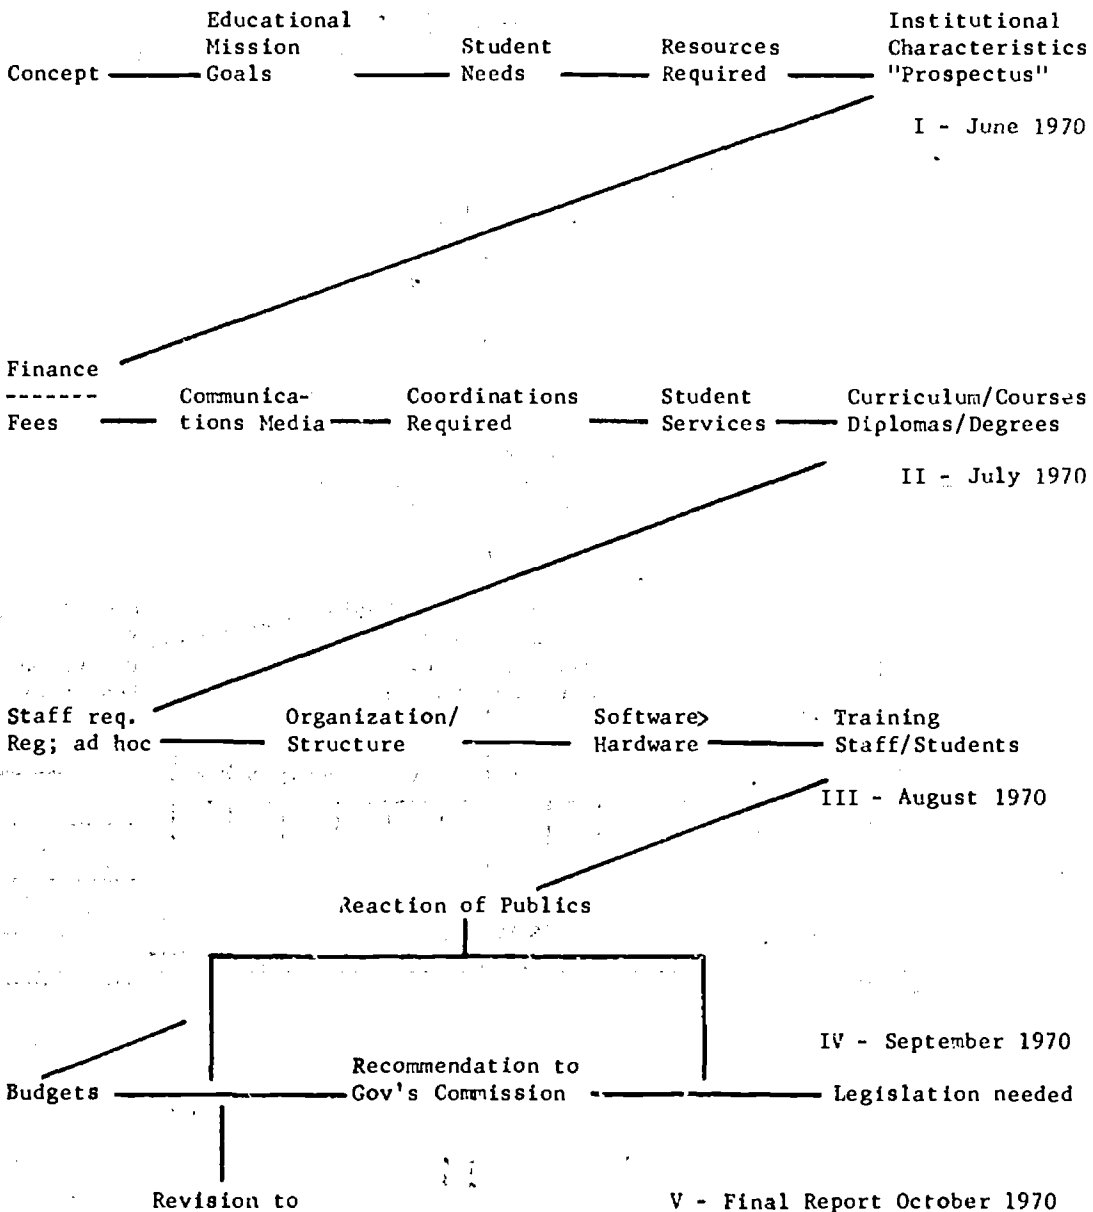 Educational Institutional
Mission Student Resources Characteristics
Concept Goals Needs Required "Prospectus"
I - June 1970
Finance
-------
Communica- Coordinations Student Curriculum/Courses
Fees tions Media Required Services Diplomas/Degrees
II - July 1970
Staff req. Organization/ Software> Training
Reg; ad hoc Structure Hardware Staff/Students
III - August 1970
Reaction of Publics
IV - September 1970
Recommendation to
Budgets Gov's Commission Legislation needed
Revision to V - Final Report October 1970